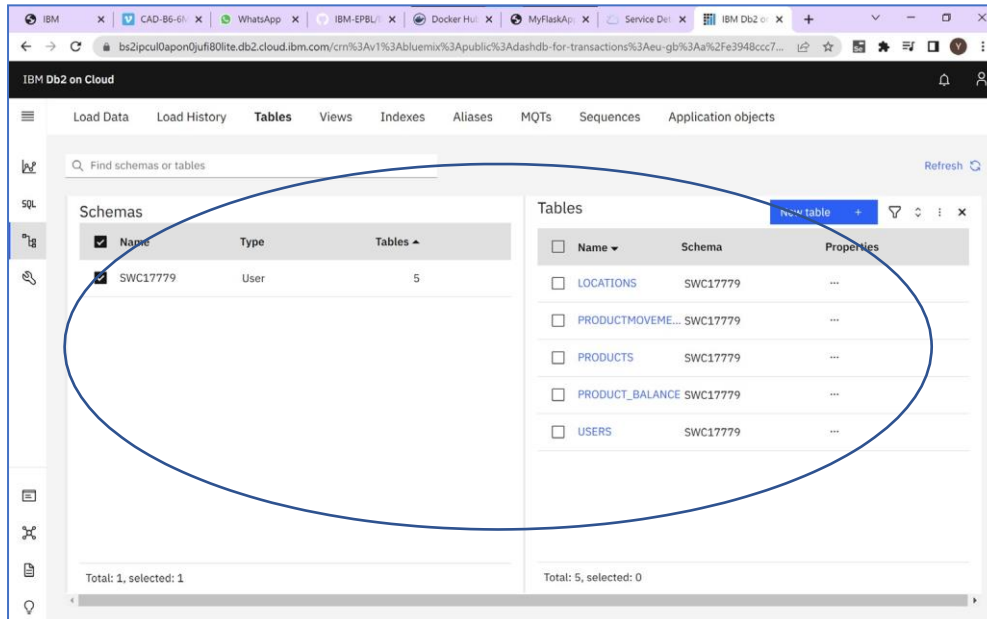 IBM
CAD-B6-6N
WhatsApp
IBM-EPBL/
Docker Hu
MyFlaskAp
Service Det
IBM Db2 o
bs2ipcul0apon0jufi80lite.db2.cloud.ibm.com/crn%3Av1%3Abluemix%3Apublic%3Adashdb-for-transactions%3Aeu-gb%3Aa%2Fe3948ccc7...
IBM Db2 on Cloud
Load Data Load History Tables Views Indexes Aliases MQTs Sequences Application objects
Find schemas or tables
Refresh
SQL
Schemas
Name Type Tables
SWC17779 User 5
Total: 1, selected: 1
Tables
New table +
Name Schema Properties
LOCATIONS SWC17779 ...
PRODUCTMOVEME... SWC17779 ...
PRODUCTS SWC17779 ...
PRODUCT_BALANCE SWC17779 ...
USERS SWC17779 ...
Total: 5, selected: 0